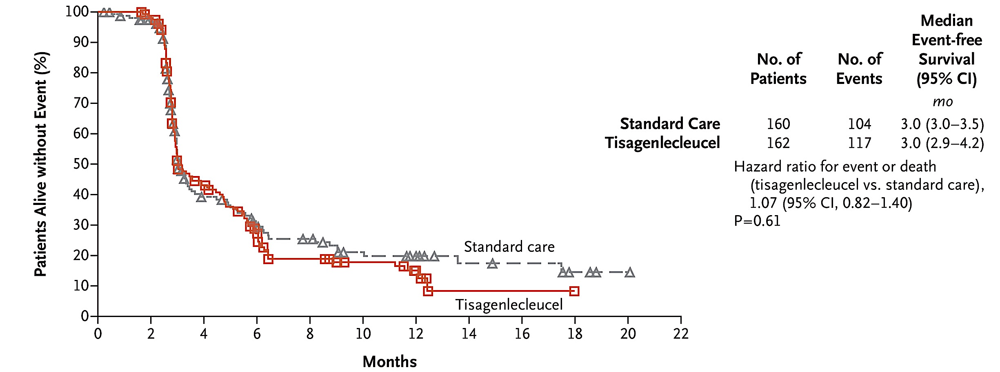 Patients Alive without Event (%)
100
90
80
70
60
50
40
30
20
10
0
0 2 4 6 8 10 12 14 16 18 20 22
Months
Standard care
Tisagenlecleucel
No. of
Patients
No. of
Events
Median
Event-free
Survival
(95% CI)
mo
Standard Care 160 104 3.0 (3.0–3.5)
Tisagenlecleucel 162 117 3.0 (2.9–4.2)
Hazard ratio for event or death
(tisagenlecleucel vs. standard care),
1.07 (95% CI, 0.82–1.40)
P=0.61